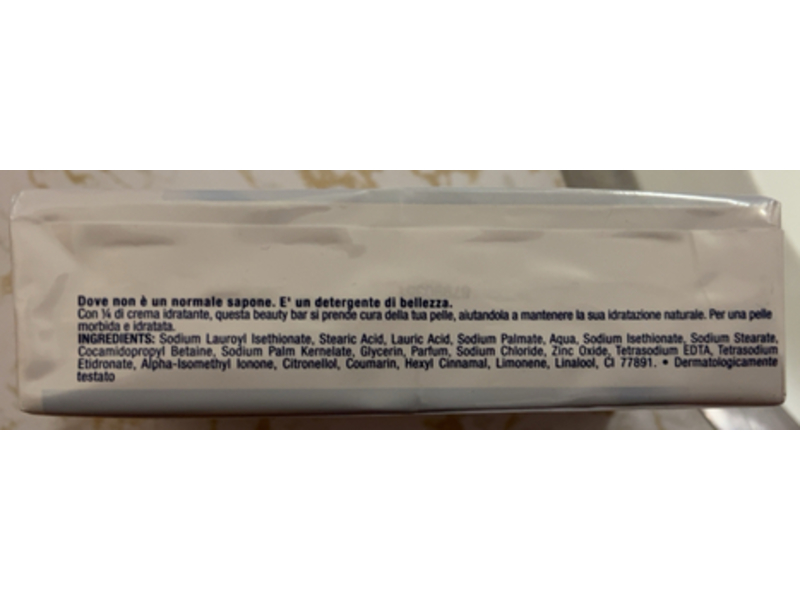 Dove non è un normale sapone. E' un detergente di bellezza.
Con ¼ di crema idratante, questa beauty bar si prende cura della tua pelle, aiutandola a mantenere la sua idratazione naturale. Per una pelle
morbida e idratata.
INGREDIENTS: Sodium Lauroyl Isethionate, Stearic Acid, Lauric Acid, Sodium Palmate, Aqua, Sodium Isethionate, Sodium Stearate,
Cocamidopropyl Betaine, Sodium Palm Kernelate, Glycerin, Parfum, Sodium Chloride, Zinc Oxide, Tetrasodium EDTA, Tetrasodium
Etidronate, Alpha-Isomethyl Ionone, Citronellol, Coumarin, Hexyl Cinnamal, Limonene, Linalool, CI 77891. • Dermatologicamente
testato